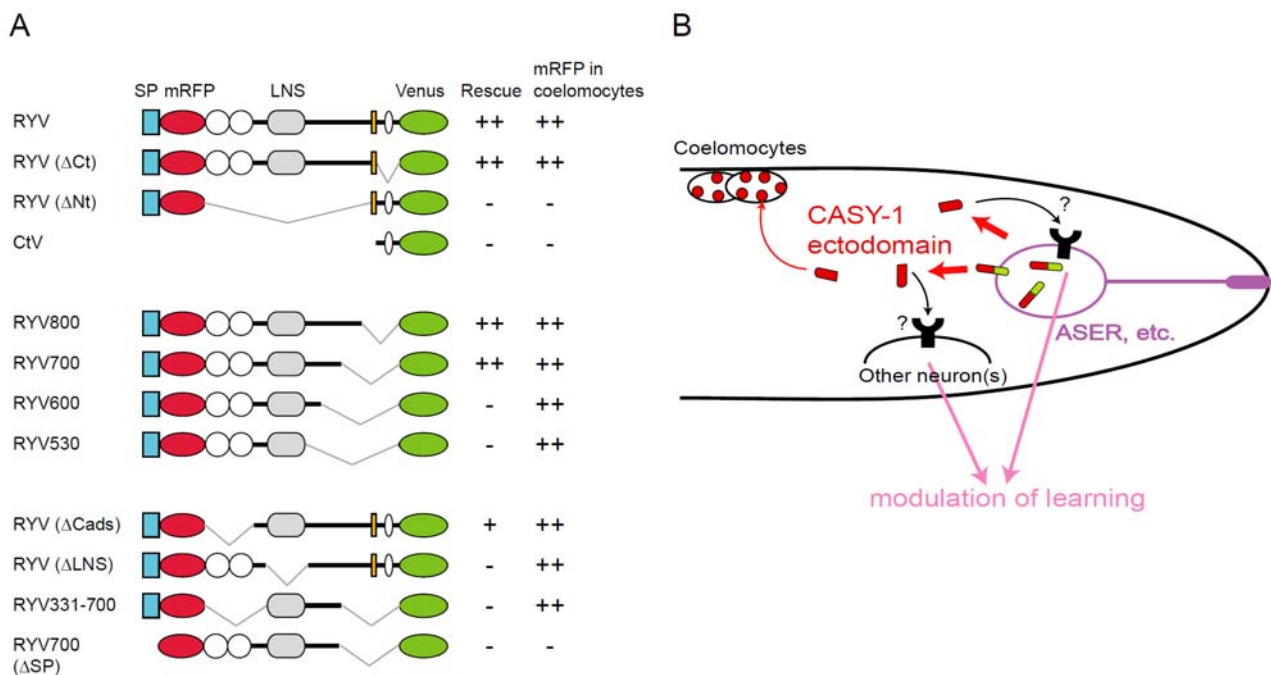 A
SP mRFP LNS Venus Rescue mRFP in coelomocytes
RYV ++ ++
RYV (ΔCt) ++ ++
RYV (ΔNt) - -
CtV - -
RYV800 ++ ++
RYV700 ++ ++
RYV600 - ++
RYV530 - ++
RYV (ΔCads) + ++
RYV (ΔLNS) - ++
RYV331-700 - ++
RYV700 - -
(ΔSP)
B
Coelomocytes
CASY-1
ectodomain
?
?
ASER, etc.
Other neuron(s)
modulation of learning